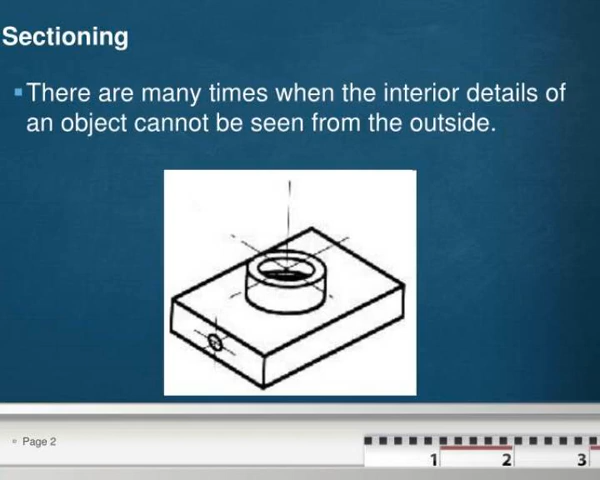 Sectioning
There are many times when the interior details of
an object cannot be seen from the outside.
Page 2
1 2 3